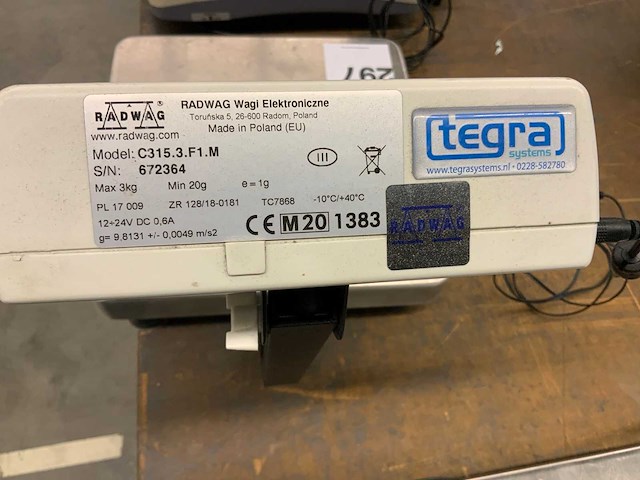 297
RADWAG®
www.radwag.com
RADWAG Wagi Elektroniczne
Toruńska 5, 26-600 Radom, Poland
Made in Poland (EU)
Model: C315.3.F1.M
S/N: 672364
III
Max 3kg Min 20g e = 1g
PL 17 009 ZR 128/18-0181 TC7868 -10°C/+40°C
12÷24V DC 0,6A
g= 9.8131 +/- 0,0049 m/s2
CE M20 1383
tegra
systems
www.tegrasystems.nl - 0228-582780
RADWAG